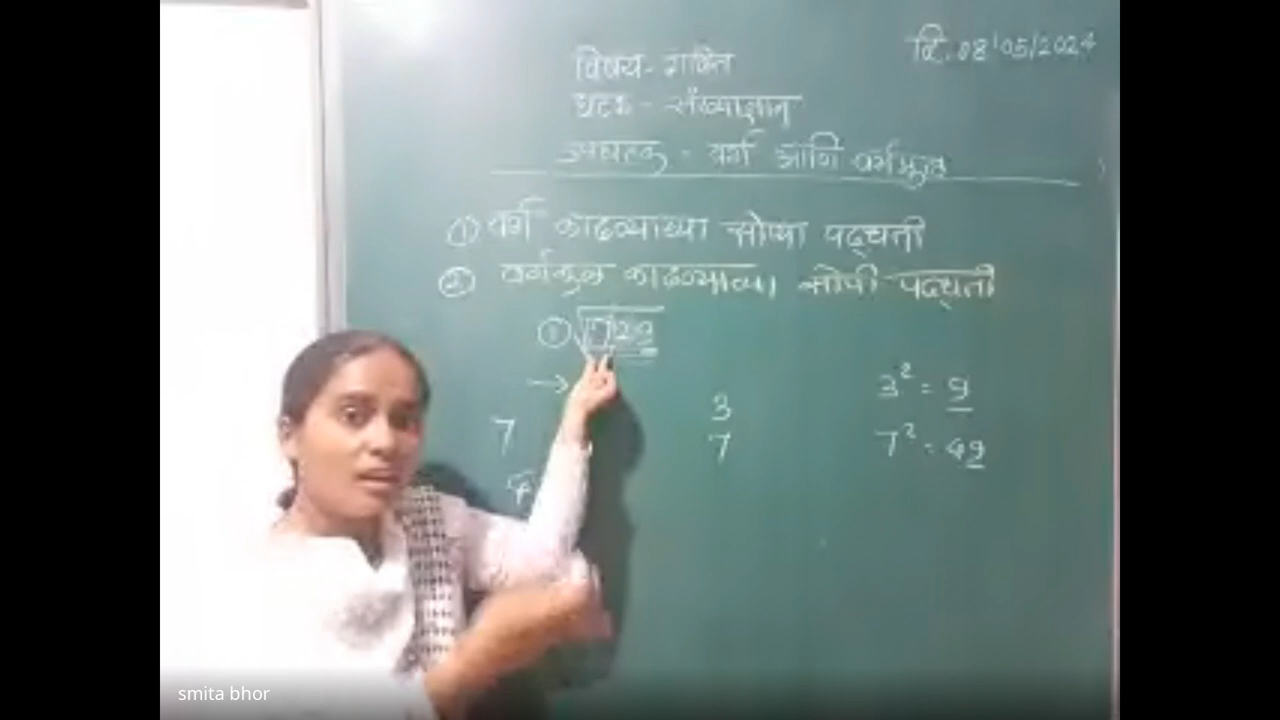 दि. 08/05/2024
विषय - गणित
घटक - संख्याज्ञान
उपघटक - वर्ग आणि वर्गमुळ
① वर्ग काढण्याच्या सोप्या पद्धती
② वर्गमुळ काढण्याच्या सोपी पद्धती
→
3² = 9
7 3
7 7² = 49
smita bhor